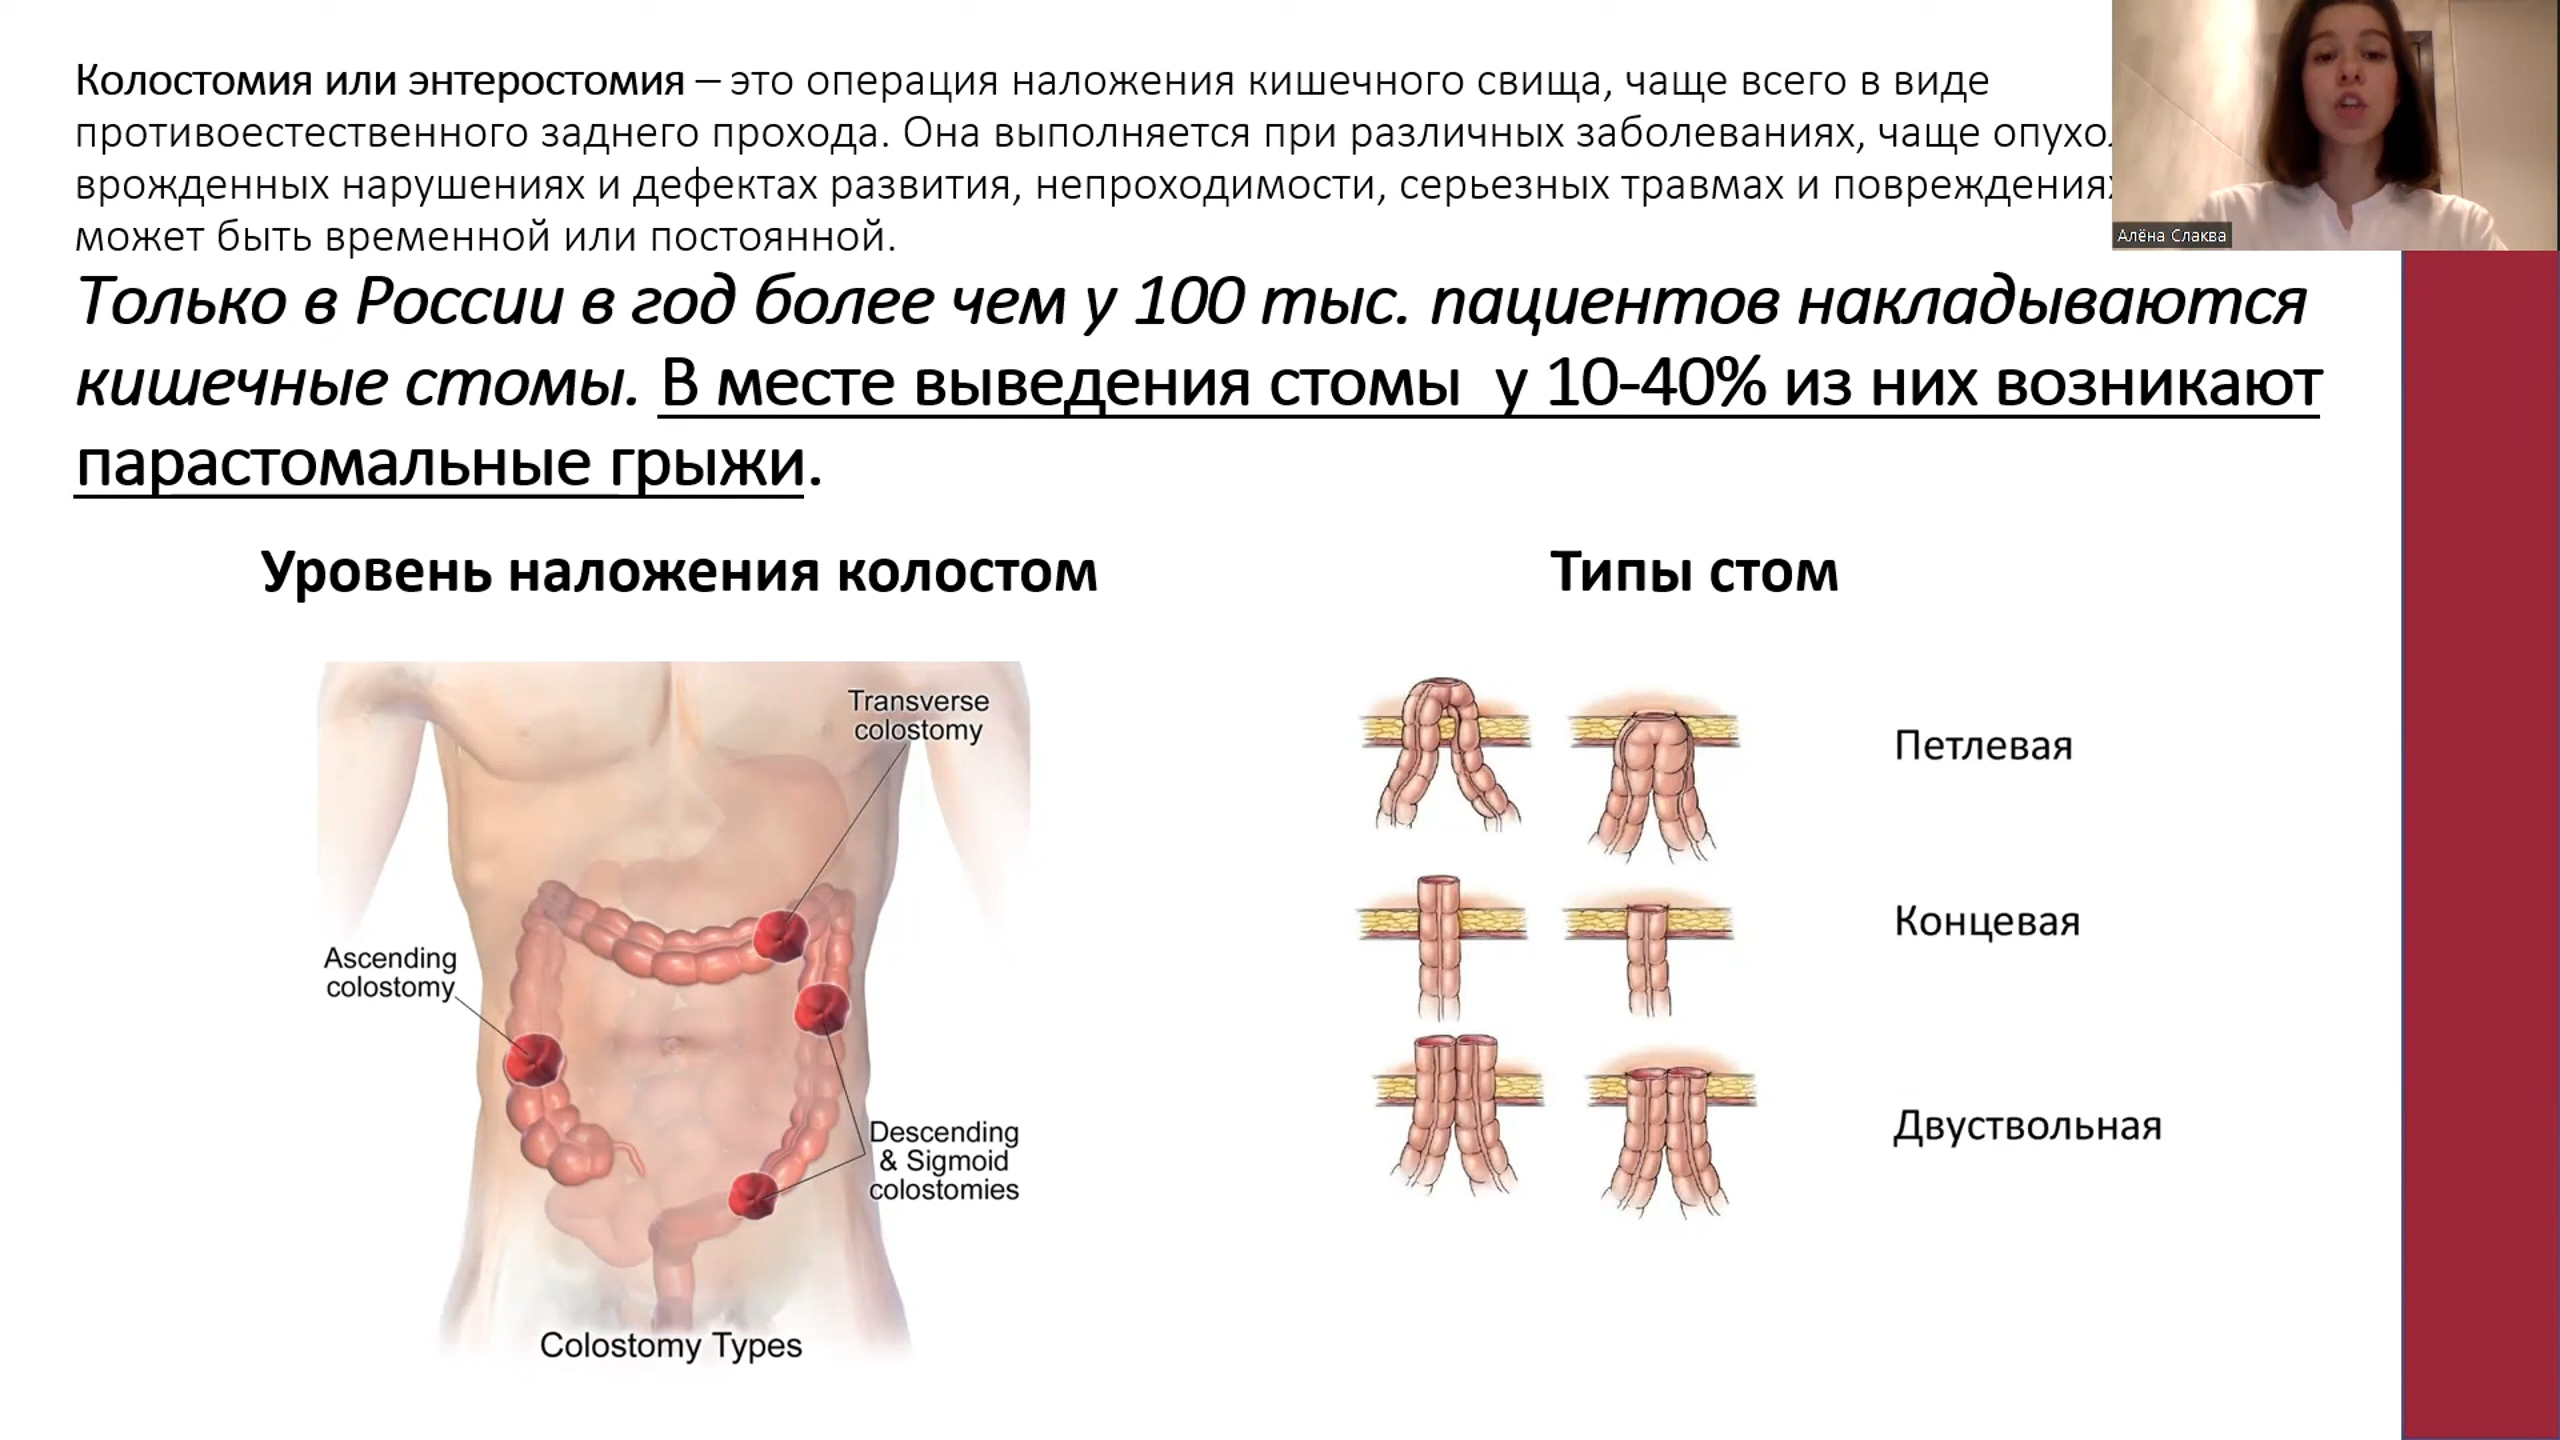 Колостомия или энтеростомия – это операция наложения кишечного свища, чаще всего в виде
противоестественного заднего прохода. Она выполняется при различных заболеваниях, чаще
врожденных нарушениях и дефектах развития, непроходимости, серьезных травмах и
может быть временной или постоянной.
Только в России в год более чем у 100 тыс. пациентов накладываются
кишечные стомы. В месте выведения стомы у 10-40% из них возникают
парастомальные грыжи.
Алёна Слаква
Уровень наложения колостом
Transverse
colostomy
Ascending
colostomy
Descending
& Sigmoid
colostomies
Colostomy Types
Типы стом
Петлевая
Концевая
Двуствольная